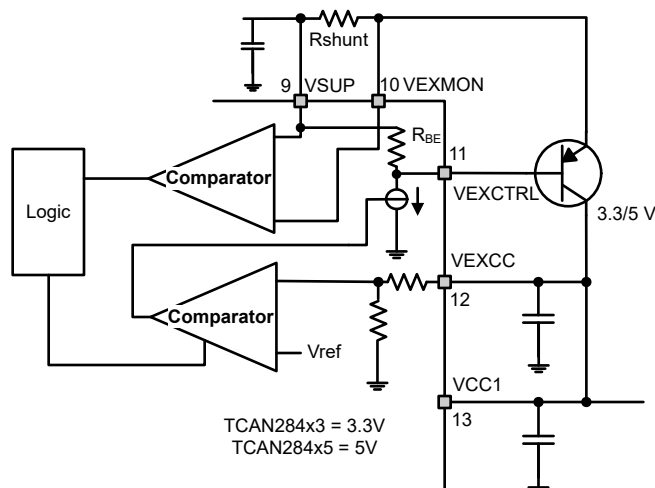 Rshunt
9 VSUP
10 VEXMON
R_BE
11
Comparator
VEXCTRL
Logic
3.3/5 V
VEXCC
Comparator
12
Vref
VCC1
13
TCAN284x3 = 3.3V
TCAN284x5 = 5V